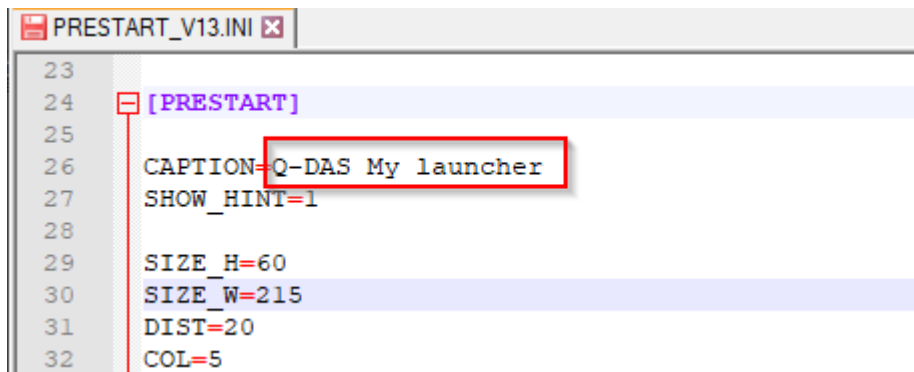 PRESTART_V13.INI
23
24 [PRESTART]
25
26 CAPTION=Q-DAS My launcher
27 SHOW_HINT=1
28
29 SIZE_H=60
30 SIZE_W=215
31 DIST=20
32 COL=5